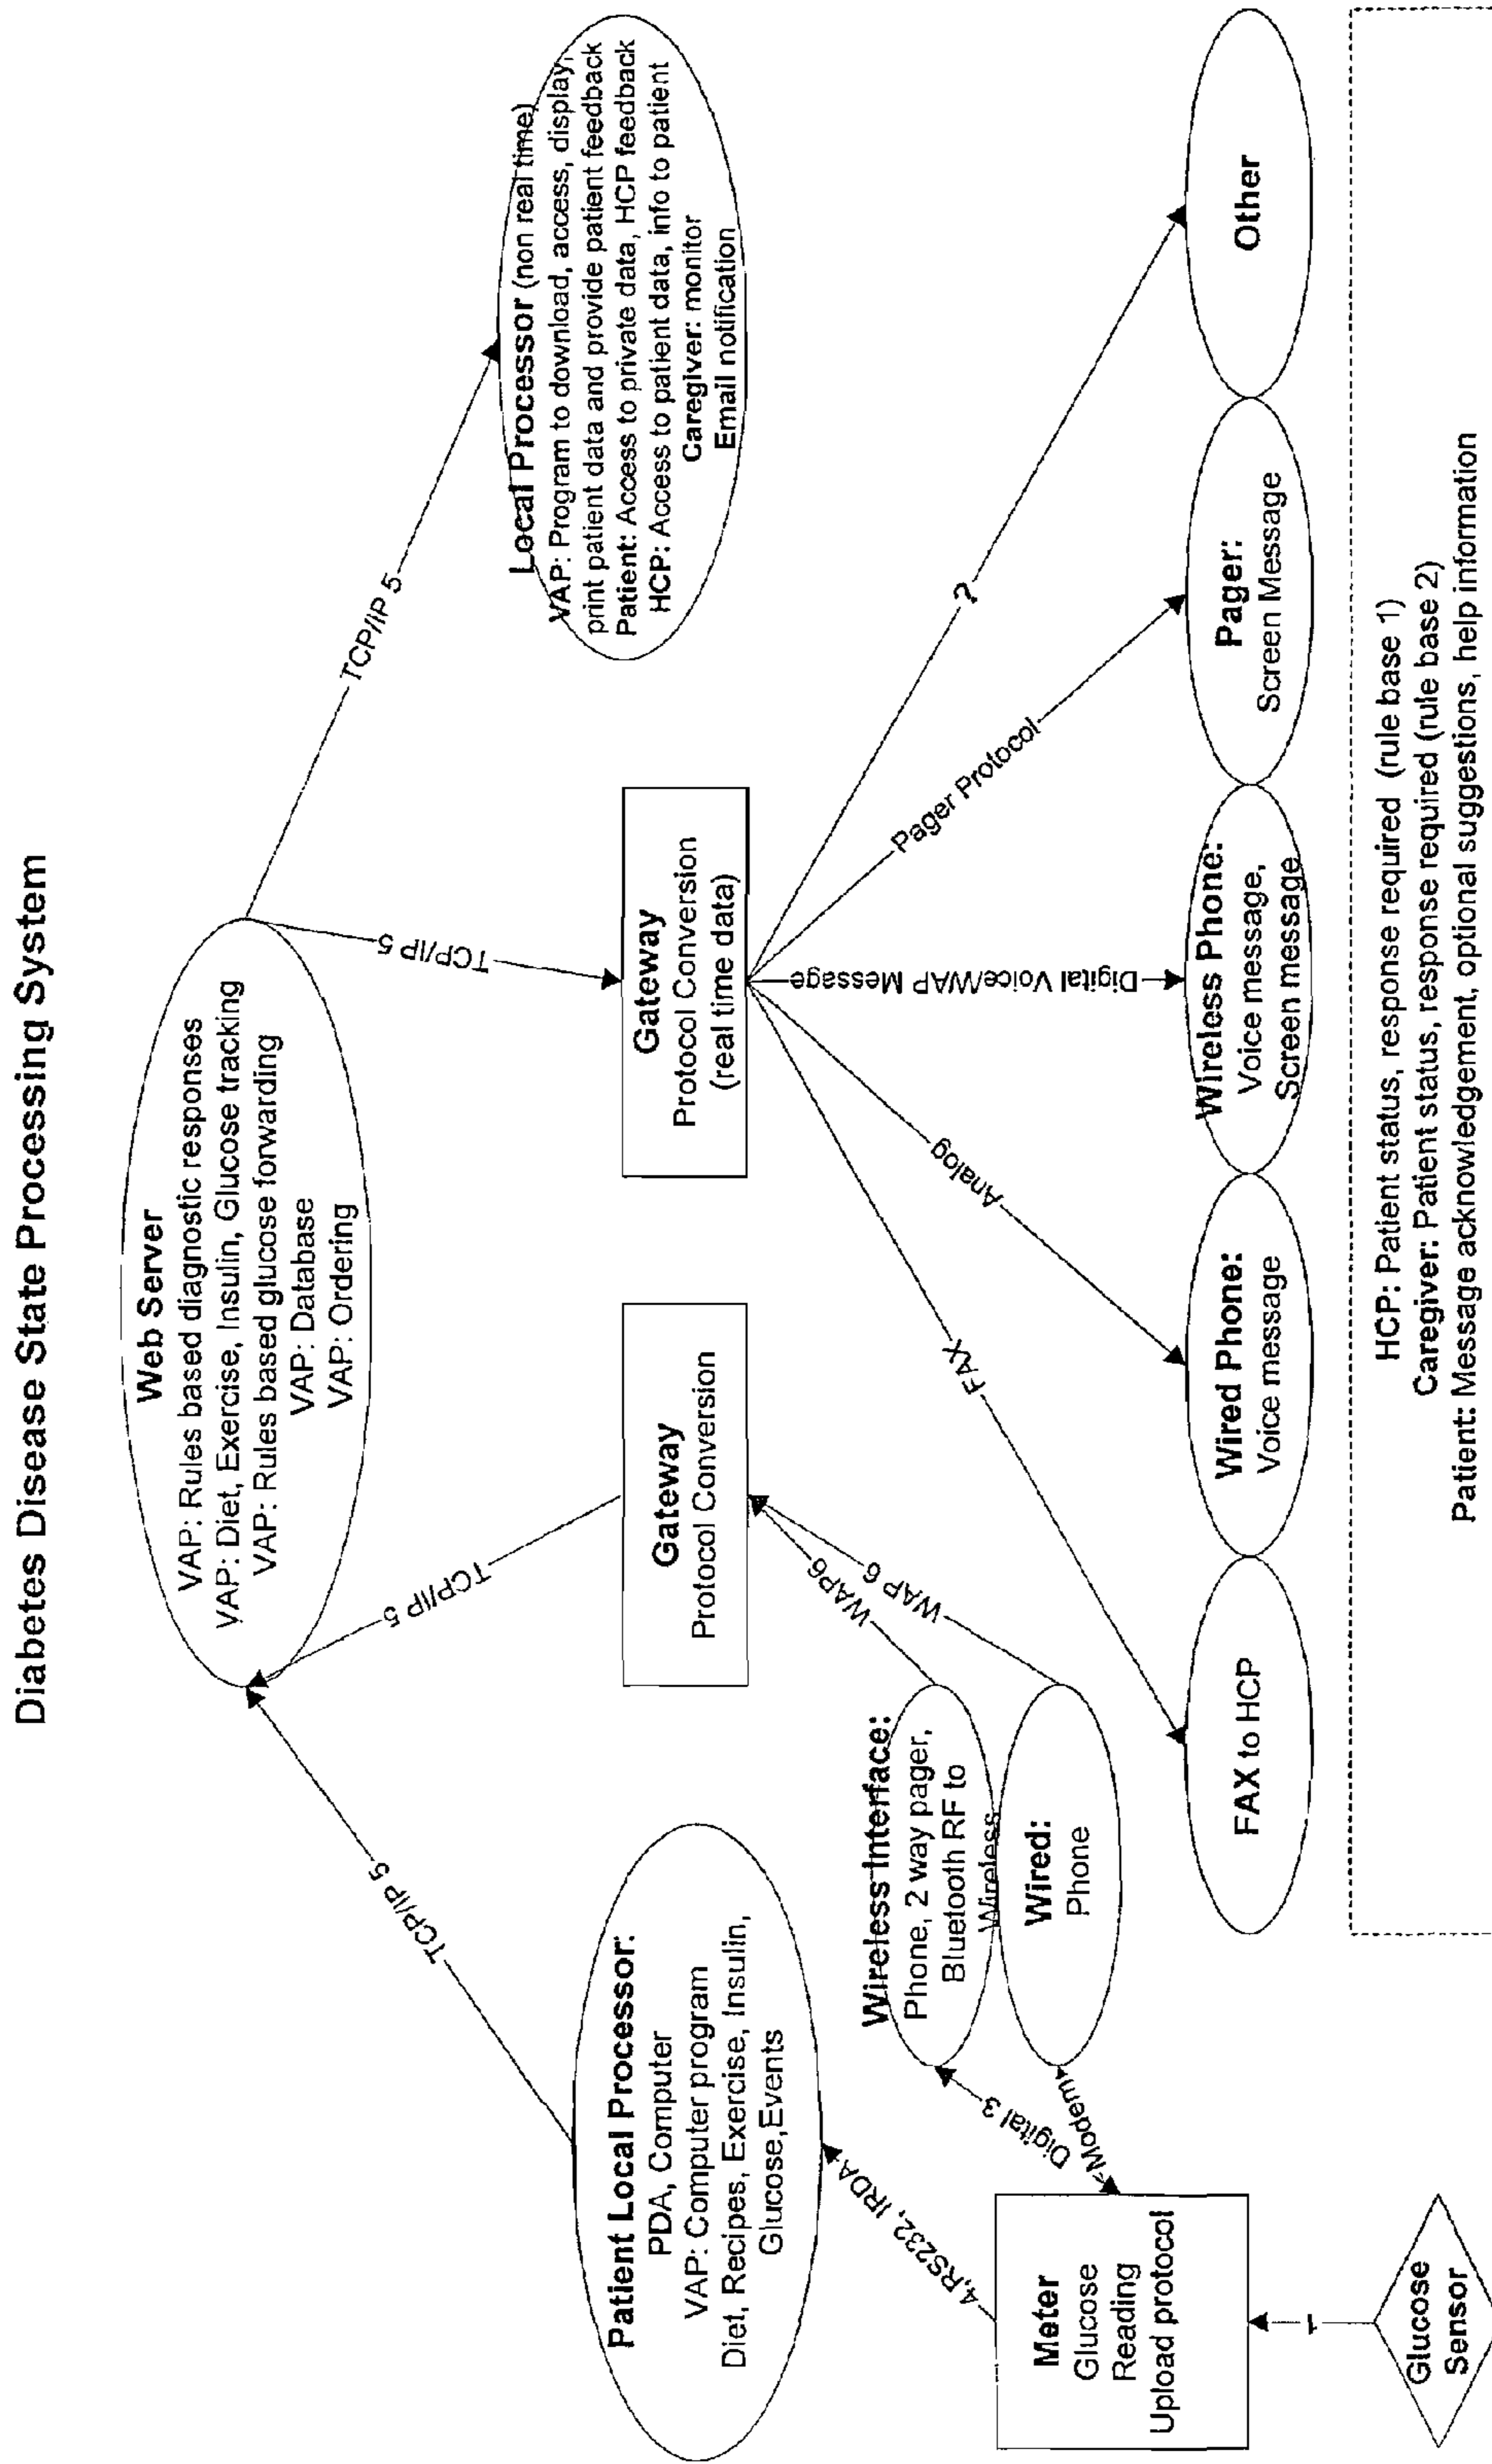 Diabetes Disease State Processing System
Web Server
VAP: Rules based diagnostic responses
VAP: Diet, Exercise, Insulin, Glucose tracking
VAP: Rules based glucose forwarding
VAP: Database
VAP: Ordering
TCP/IP 5
TCP/IP 5
TCP/IP 5
TCP/IP 5
Patient Local Processor:
PDA, Computer
VAP: Computer program
Diet, Recipes, Exercise, Insulin,
Glucose,Events
Gateway
Protocol Conversion
Gateway
Protocol Conversion
(real time data)
Local Processor (non real time)
VAP: Program to download, access, display,
print patient data and provide patient feedback
Patient: Access to private data, HCP feedback
HCP: Access to patient data, info to patient
Caregiver: monitor
Email notification
4,RS232, IRDA
Digital 3
Modem
Wireless Interface:
Phone, 2 way pager,
Bluetooth RF to
Wireless
Wired:
Phone
WAP6
WAP 6
FAX
Analog
Digital Voice/WAP Message
Pager Protocol
?
Meter
Glucose
Reading
Upload protocol
1
Glucose
Sensor
FAX to HCP
Wired Phone:
Voice message
Wireless Phone:
Voice message,
Screen message
Pager:
Screen Message
Other
HCP: Patient status, response required (rule base 1)
Caregiver: Patient status, response required (rule base 2)
Patient: Message acknowledgement, optional suggestions, help information